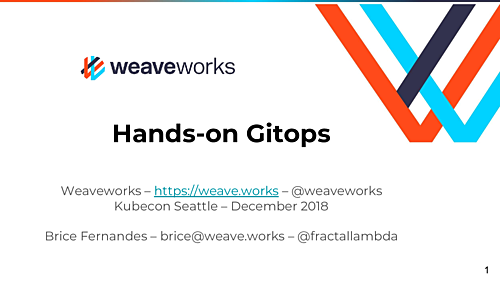 weaveworks
Hands-on Gitops
Weaveworks – https://weave.works – @weaveworks
Kubecon Seattle – December 2018
Brice Fernandes – brice@weave.works – @fractallambda
1